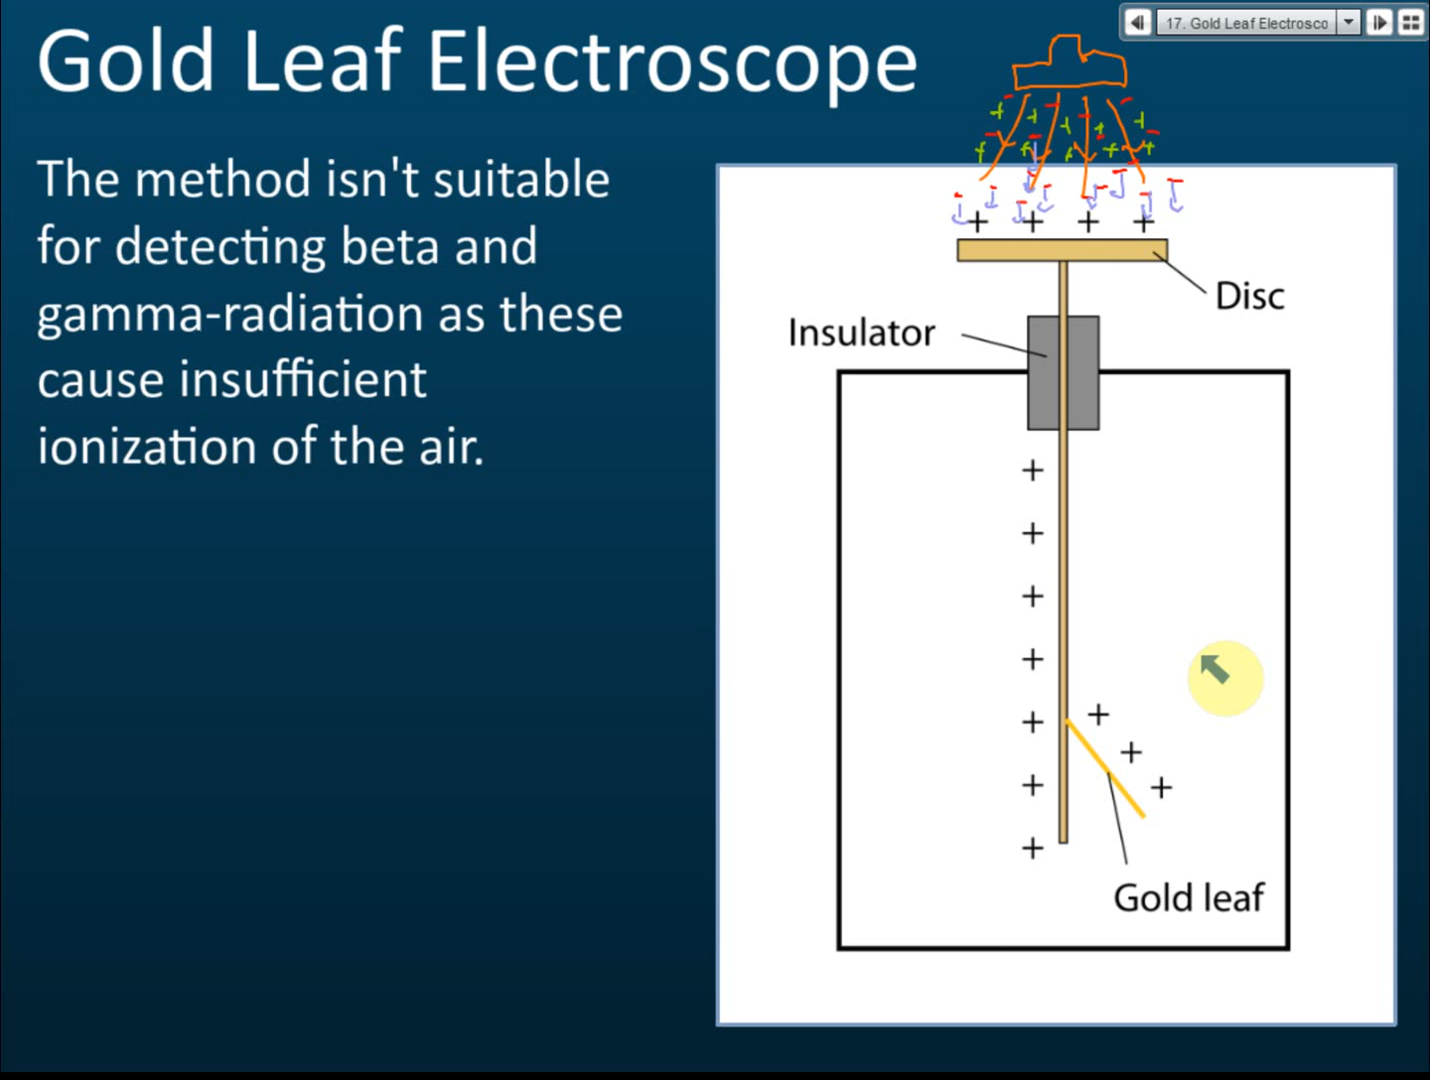 Gold Leaf Electroscope
17. Gold Leaf Electrosco
The method isn't suitable
for detecting beta and
gamma-radiation as these
cause insufficient
ionization of the air.
+ + + +
Disc
Insulator
+
+
+
+
+ +
+
+ +
+
Gold leaf